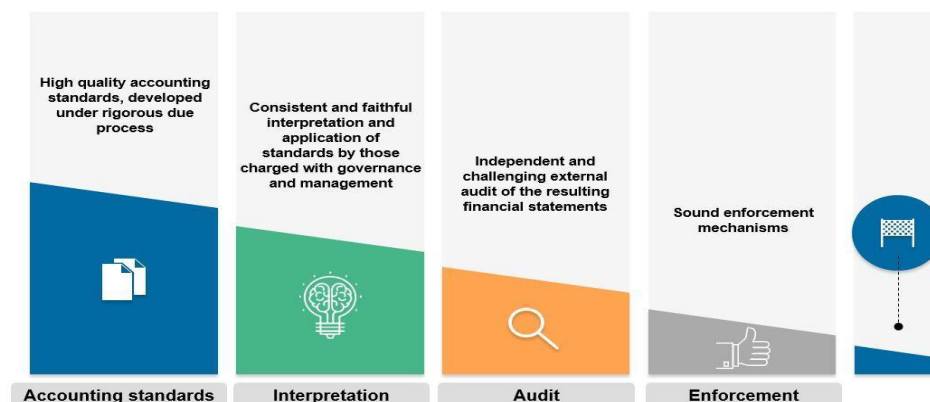 High quality accounting
standards, developed
under rigorous due
process
Consistent and faithful
interpretation and
application of
standards by those
charged with governance
and management
Independent and
challenging external
audit of the resulting
financial statements
Sound enforcement
mechanisms
Accounting standards
Interpretation
Audit
Enforcement